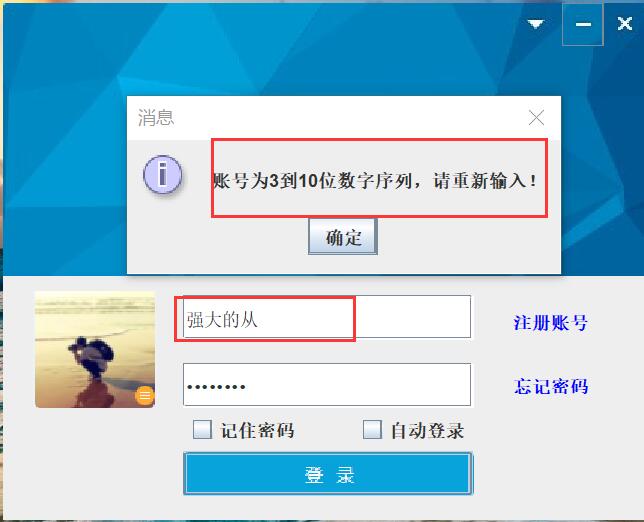 消息
账号为3到10位数字序列，请重新输入！
确定
强大的从
注册账号
忘记密码
记住密码
自动登录
登 录